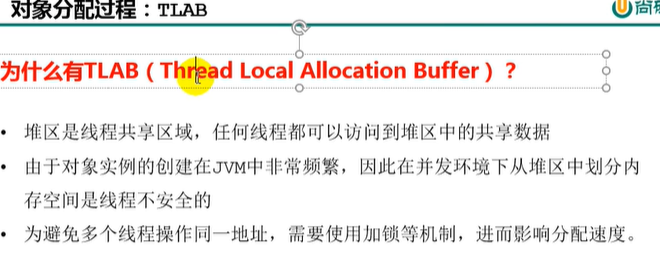 对象分配过程：TLAB
尚硅
为什么有TLAB（Thread Local Allocation Buffer）？
• 堆区是线程共享区域，任何线程都可以访问到堆区中的共享数据
• 由于对象实例的创建在JVM中非常频繁，因此在并发环境下从堆区中划分内
存空间是线程不安全的
• 为避免多个线程操作同一地址，需要使用加锁等机制，进而影响分配速度。